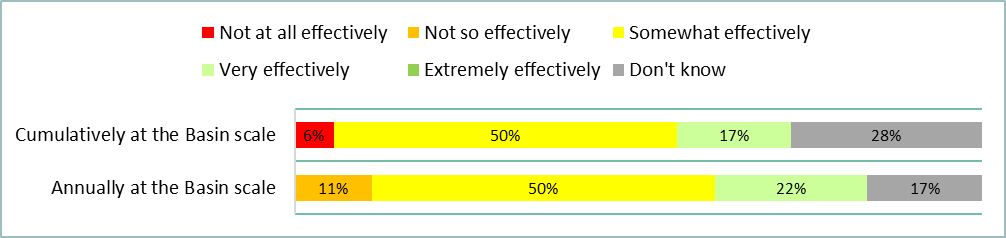 Not at all effectively Not so effectively Somewhat effectively
Very effectively Extremely effectively Don't know
Cumulatively at the Basin scale 6% 50% 17% 28%
Annually at the Basin scale 11% 50% 22% 17%